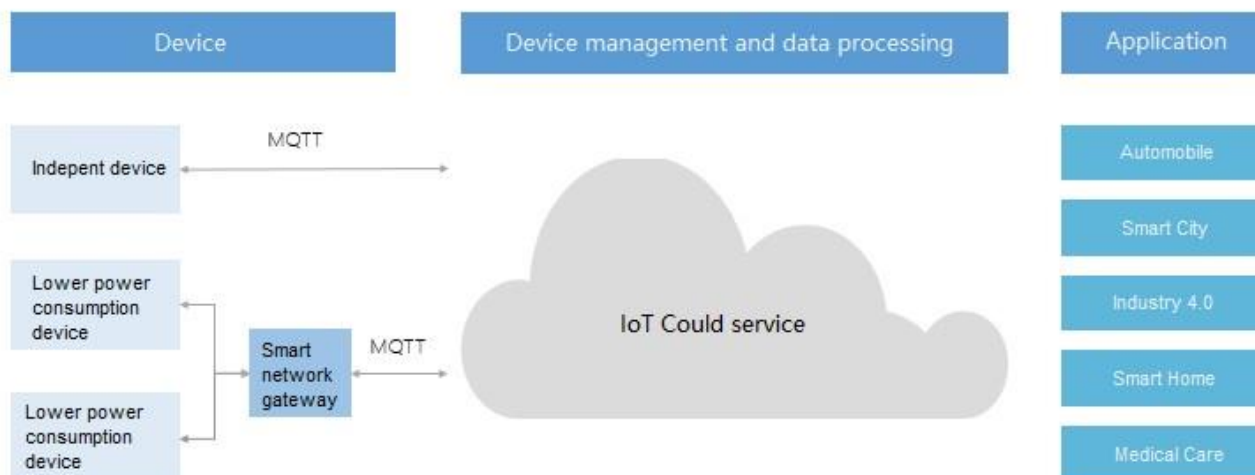 Device
Device management and data processing
Application
MQTT
Indepent device
Automobile
Smart City
Lower power
consumption
device
Industry 4.0
IoT Could service
MQTT
Smart
network
gateway
Smart Home
Lower power
consumption
device
Medical Care